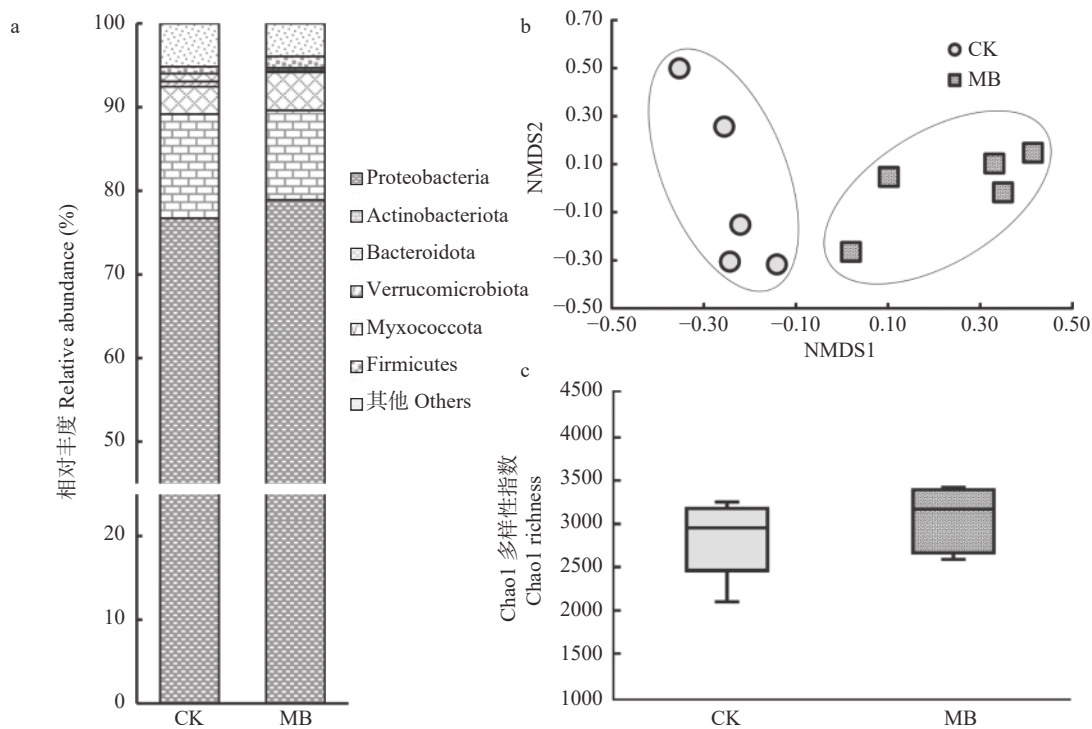 a
相对丰度 Relative abundance (%)
100
90
80
70
60
50
20
10
0
CK
MB
Proteobacteria
Actinobacteriota
Bacteroidota
Verrucomicrobiota
Myxococcota
Firmicutes
其他 Others
b
NMDS2
0.70
0.50
0.30
0.10
−0.10
−0.30
−0.50
CK
MB
−0.50
−0.30
−0.10
0.10
0.30
0.50
NMDS1
c
Chao1 多样性指数
Chao1 richness
4500
4000
3500
3000
2500
2000
1500
1000
CK
MB